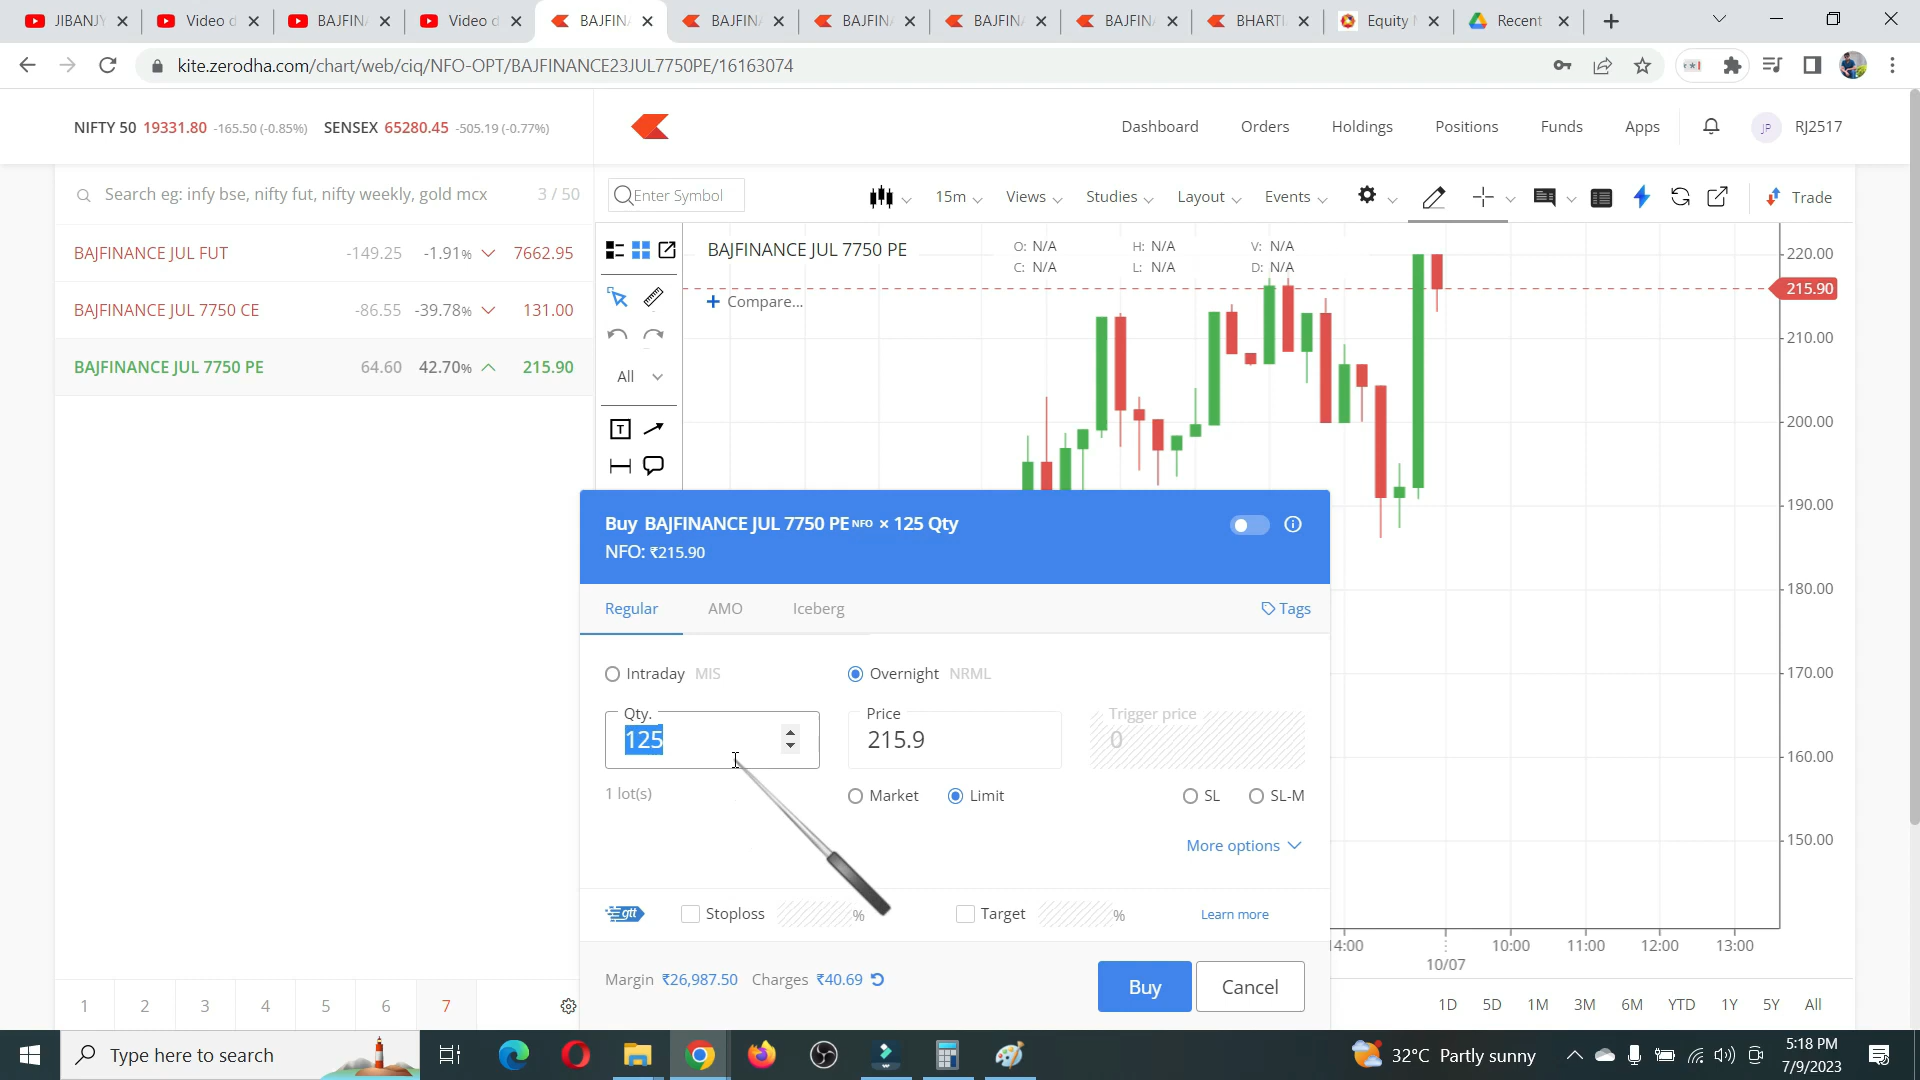 JIBANJY
Video d
BAJFIN
Video d
BAJFIN
BAJFIN
BAJFIN
BAJFIN
BAJFIN
BHARTI
Equity
Recent
kite.zerodha.com/chart/web/ciq/NFO-OPT/BAJFINANCE23JUL7750PE/16163074
NIFTY 50 19331.80 -165.50 (-0.85%) SENSEX 65280.45 -505.19 (-0.77%)
Dashboard Orders Holdings Positions Funds Apps JP RJ2517
Search eg: infy bse, nifty fut, nifty weekly, gold mcx 3 / 50
Enter Symbol 15m Views Studies Layout Events Trade
BAJFINANCE JUL FUT -149.25 -1.91% 7662.95
BAJFINANCE JUL 7750 CE -86.55 -39.78% 131.00
BAJFINANCE JUL 7750 PE 64.60 42.70% 215.90
BAJFINANCE JUL 7750 PE
O: N/A H: N/A V: N/A
C: N/A L: N/A D: N/A
Compare...
All
T
220.00
215.90
210.00
200.00
190.00
180.00
170.00
160.00
150.00
Buy BAJFINANCE JUL 7750 PE NFO × 125 Qty
NFO: ₹215.90
Regular AMO Iceberg Tags
Intraday MIS Overnight NRML
Qty. Price Trigger price
125 215.9 0
1 lot(s) Market Limit SL SL-M
More options
gtt Stoploss % Target % Learn more
Margin ₹26,987.50 Charges ₹40.69 Buy Cancel
14:00 10:00 11:00 12:00 13:00
10/07
1 2 3 4 5 6 7
1D 5D 1M 3M 6M YTD 1Y 5Y All
Type here to search
32°C Partly sunny
5:18 PM
7/9/2023